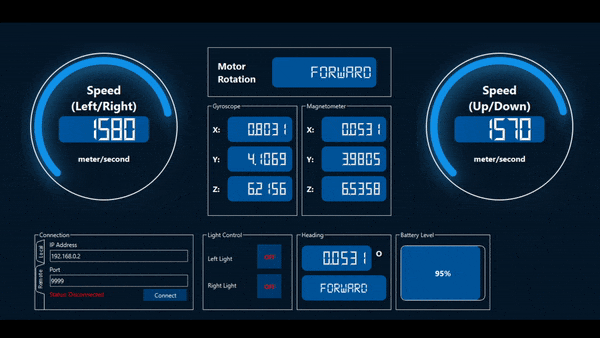 Motor
Rotation
FORWARD
Speed
(Left/Right)
1580
meter/second
Speed
(Up/Down)
1570
meter/second
Gyroscope
X: 0.8031
Y: 4.1069
Z: 6.2156
Magnetometer
X: 0.0531
Y: 3.9805
Z: 6.5358
Connection
Local
Remote
IP Address
192.168.0.2
Port
9999
Status: Disconnected
Connect
Light Control
Left Light OFF
Right Light OFF
Heading
0.0531 o
FORWARD
Battery Level
95%